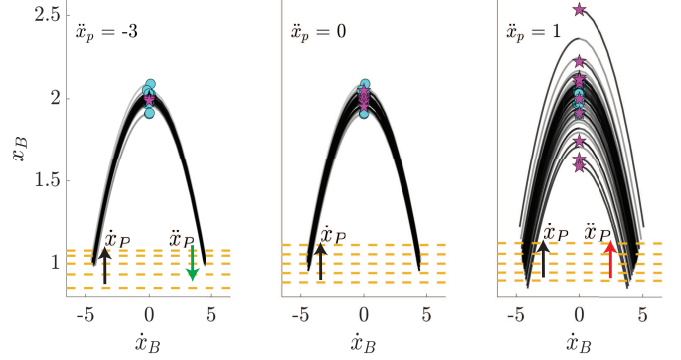 ẍ_p = -3
ẍ_p = 0
ẍ_p = 1
2.5
2
1.5
1
x_B
ẋ_P ẍ_P
ẋ_P
ẋ_P ẍ_P
-5 0 5
-5 0 5
-5 0 5
ẋ_B
ẋ_B
ẋ_B